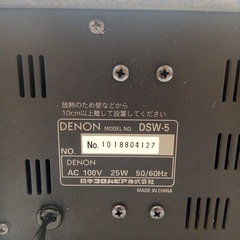 放熱のため壁などから
10cm以上離して設置してください
DENON MODEL NO. DSW-5
NO. No. 1018804127
DENON
AC 100V 25W 50/60Hz
日本コロムビア株式会社
MADE IN CHINA